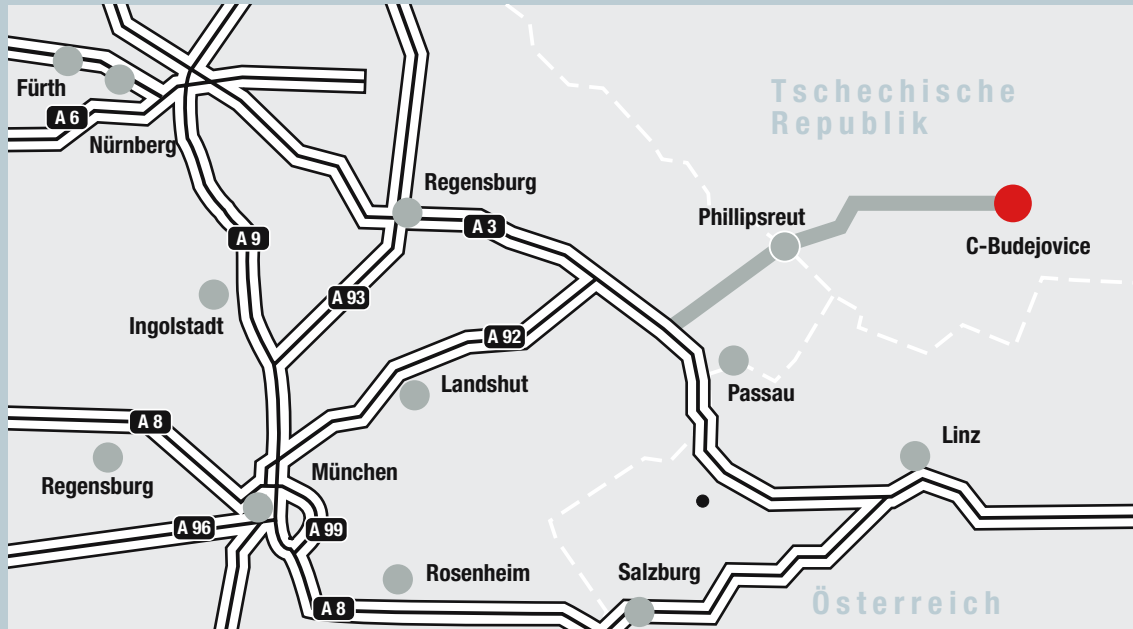 Tschechische
Republik
Fürth
A 6
Nürnberg
Regensburg
Phillipsreut
A 3
A 9
C-Budejovice
A 93
Ingolstadt
A 92
Landshut
Passau
A 8
Linz
Regensburg
München
A 96
A 99
Rosenheim
Salzburg
A 8
Österreich